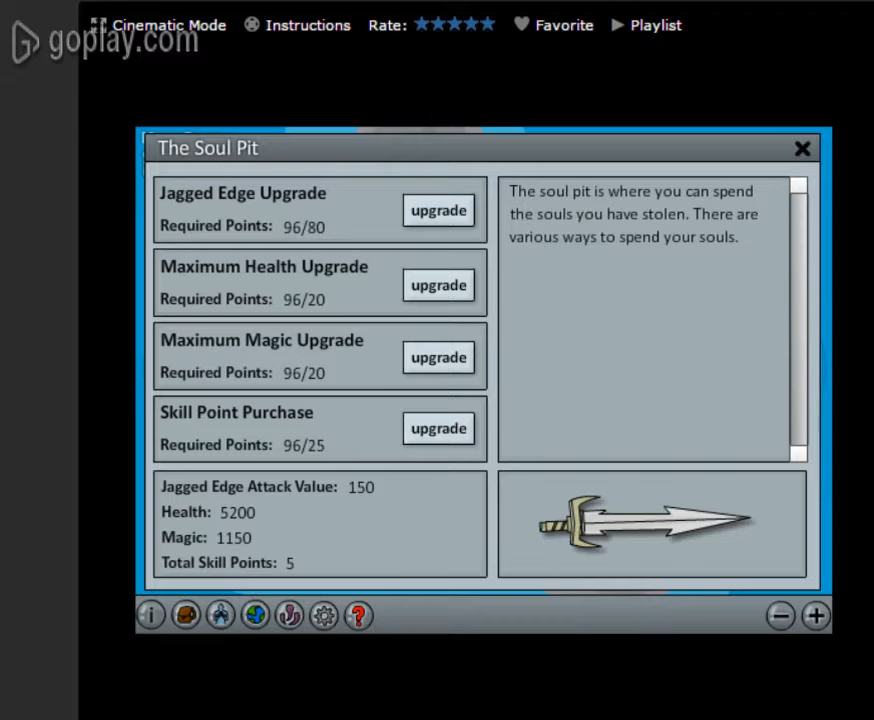 Cinematic Mode Instructions Rate: Favorite Playlist
goplay.com
The Soul Pit
Jagged Edge Upgrade
Required Points: 96/80
upgrade
Maximum Health Upgrade
Required Points: 96/20
upgrade
Maximum Magic Upgrade
Required Points: 96/20
upgrade
Skill Point Purchase
Required Points: 96/25
upgrade
The soul pit is where you can spend
the souls you have stolen. There are
various ways to spend your souls.
Jagged Edge Attack Value: 150
Health: 5200
Magic: 1150
Total Skill Points: 5